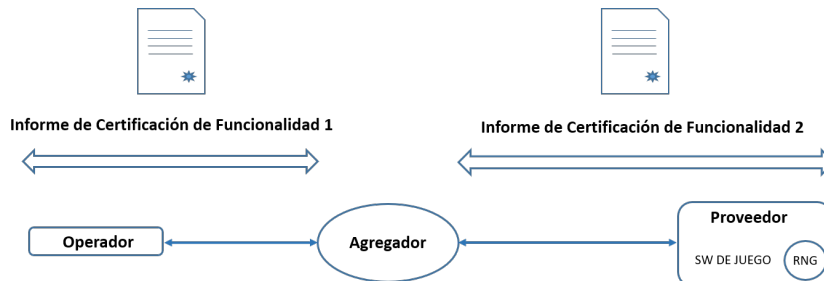 Informe de Certificación de Funcionalidad 1
Informe de Certificación de Funcionalidad 2
Operador
Agregador
Proveedor
SW DE JUEGO
RNG